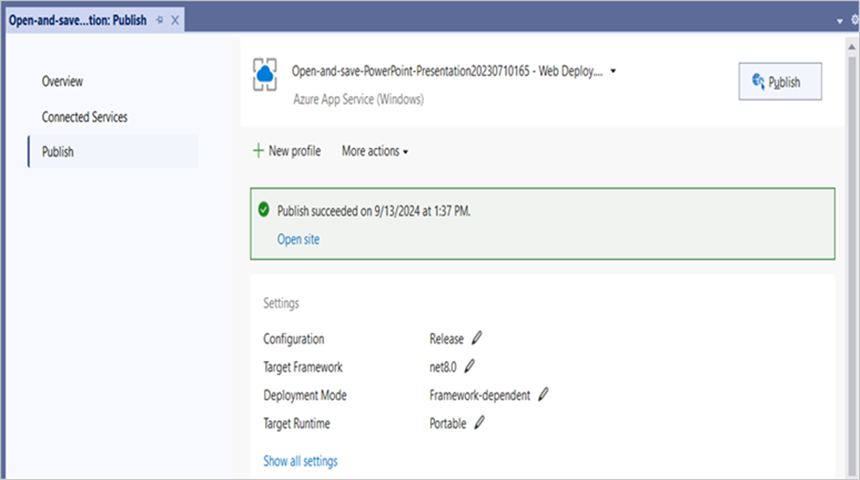 Open-and-save...tion: Publish
Overview
Connected Services
Publish
Open-and-save-PowerPoint-Presentation20230710165 - Web Deploy....
Azure App Service (Windows)
Publish
New profile
More actions
Publish succeeded on 9/13/2024 at 1:37 PM.
Open site
Settings
Configuration Release
Target Framework net8.0
Deployment Mode Framework-dependent
Target Runtime Portable
Show all settings